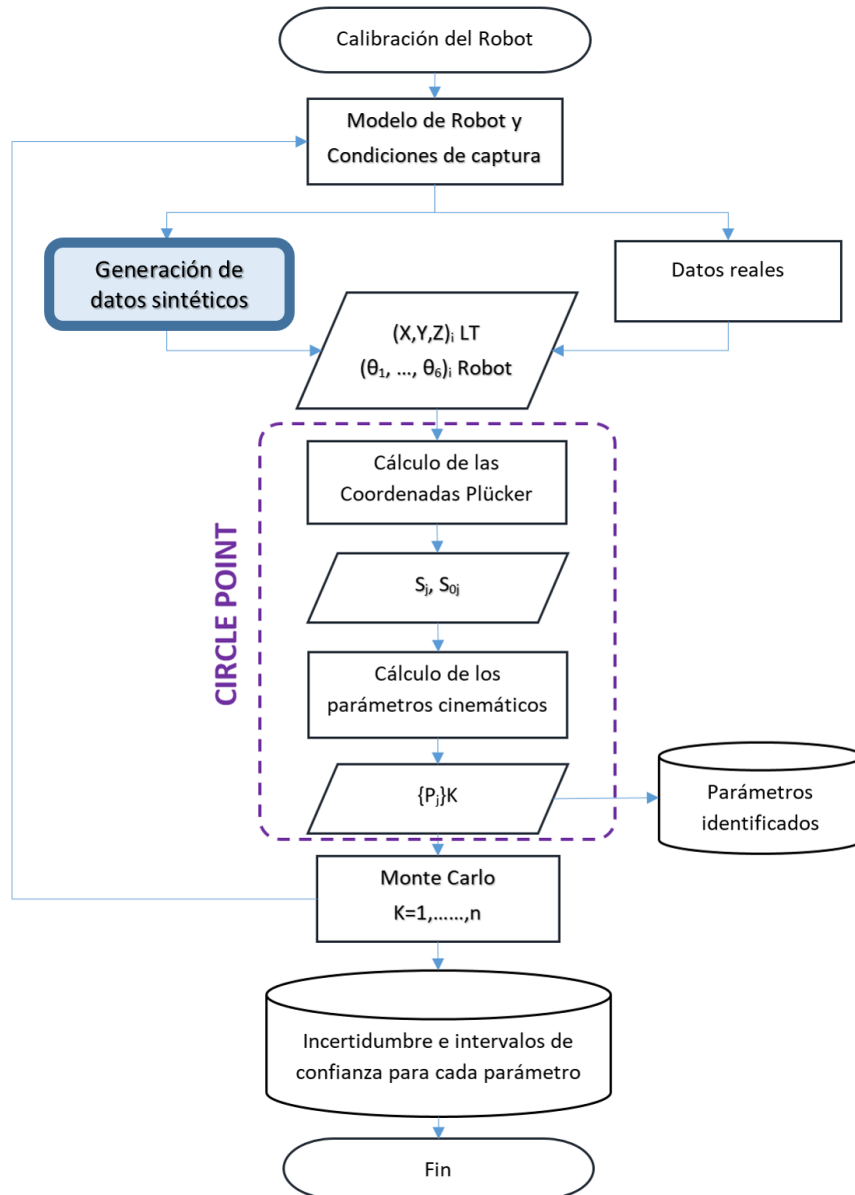 Calibración del Robot
Modelo de Robot y
Condiciones de captura
Generación de
datos sintéticos
Datos reales
(X,Y,Z)ᵢ LT
(θ₁, ..., θ₆)ᵢ Robot
CIRCLE POINT
Cálculo de las
Coordenadas Plücker
Sⱼ, S₀ⱼ
Cálculo de los
parámetros cinemáticos
{Pⱼ}K
Parámetros
identificados
Monte Carlo
K=1,......,n
Incertidumbre e intervalos de
confianza para cada parámetro
Fin